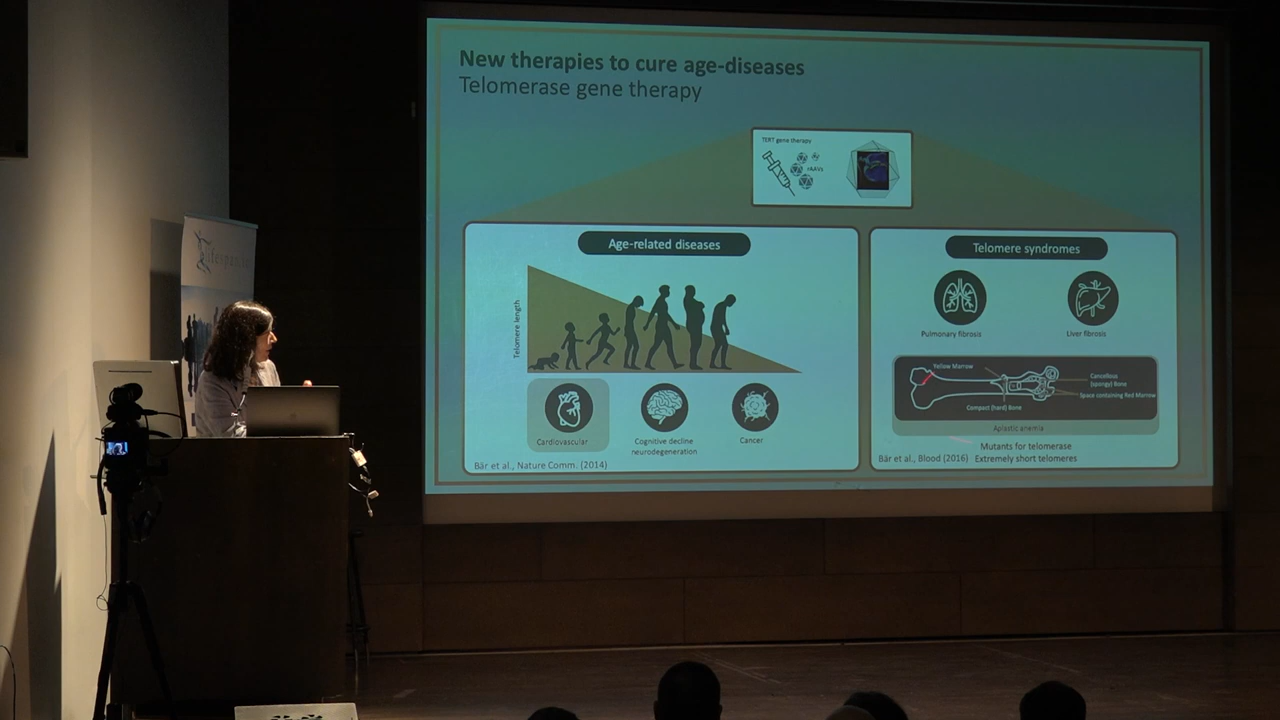 New therapies to cure age-diseases
Telomerase gene therapy
TERT gene therapy
rAAVs
Age-related diseases
Telomere length
Cardiovascular
Cognitive decline
neurodegeneration
Cancer
Bär et al., Nature Comm. (2014)
Telomere syndromes
Pulmonary fibrosis
Liver fibrosis
Yellow Marrow
Cancellous
(spongy) Bone
Space containing Red Marrow
Compact (hard) Bone
Aplastic anemia
Mutants for telomerase
Bär et al., Blood (2016) Extremely short telomeres